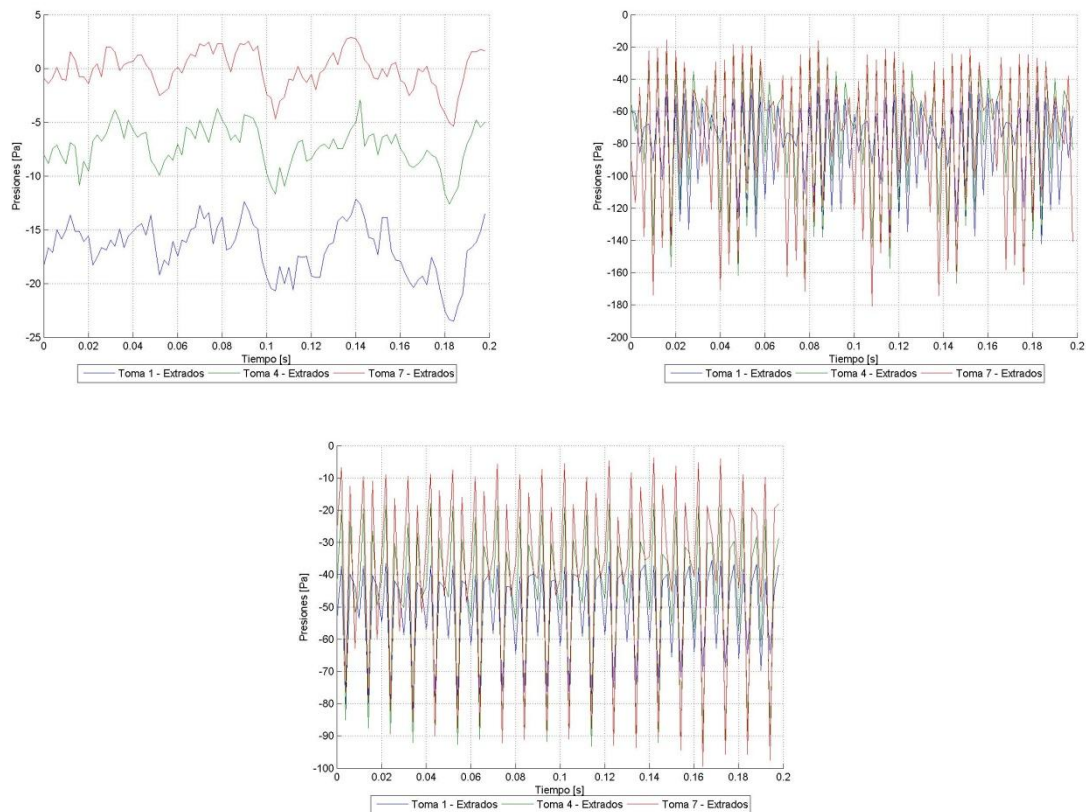 5
0
-5
-10
-15
-20
-25
Presiones [Pa]
0 0.02 0.04 0.06 0.08 0.1 0.12 0.14 0.16 0.18 0.2
Tiempo [s]
Toma 1 - Extrados Toma 4 - Extrados Toma 7 - Extrados
0
-20
-40
-60
-80
-100
-120
-140
-160
-180
-200
Presiones [Pa]
0 0.02 0.04 0.06 0.08 0.1 0.12 0.14 0.16 0.18 0.2
Tiempo [s]
Toma 1 - Extrados Toma 4 - Extrados Toma 7 - Extrados
0
-10
-20
-30
-40
-50
-60
-70
-80
-90
-100
Presiones [Pa]
0 0.02 0.04 0.06 0.08 0.1 0.12 0.14 0.16 0.18 0.2
Tiempo [s]
Toma 1 - Extrados Toma 4 - Extrados Toma 7 - Extrados